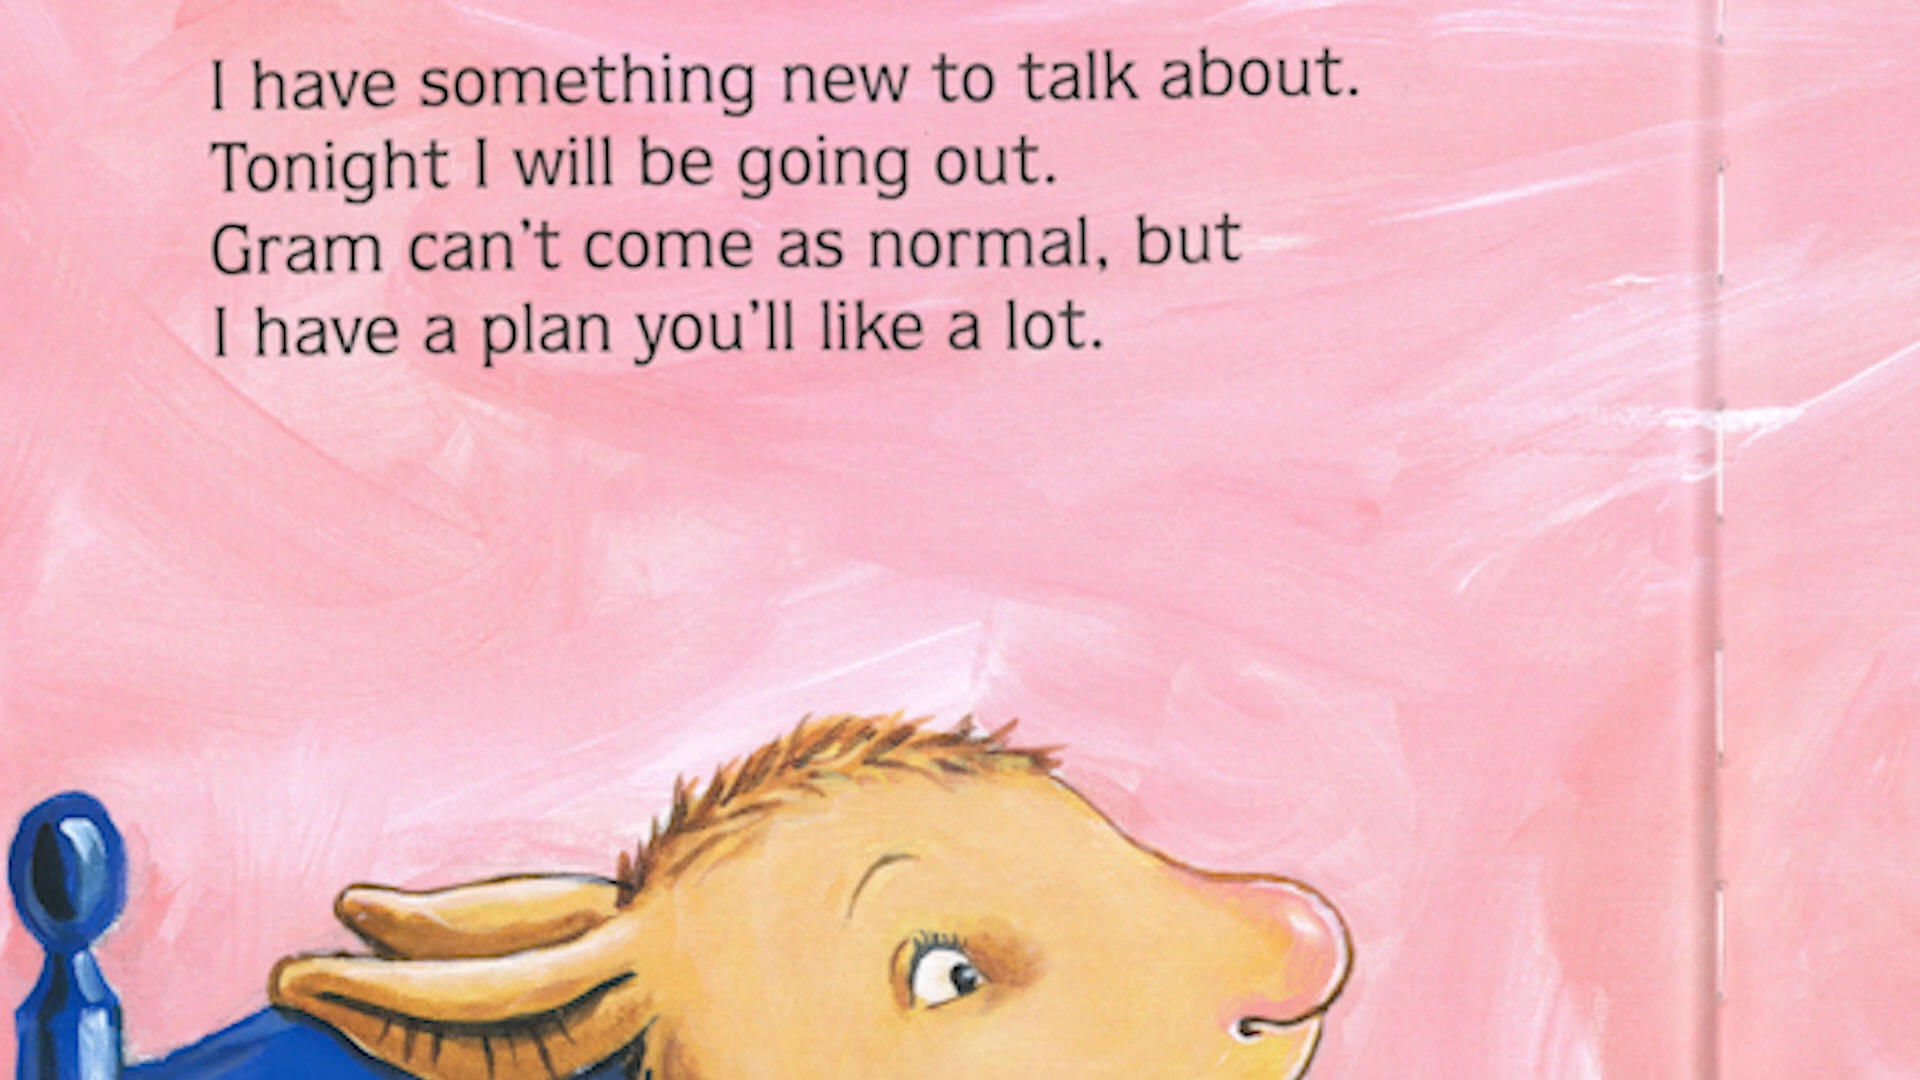 I have something new to talk about.
Tonight I will be going out.
Gram can't come as normal, but
I have a plan you'll like a lot.